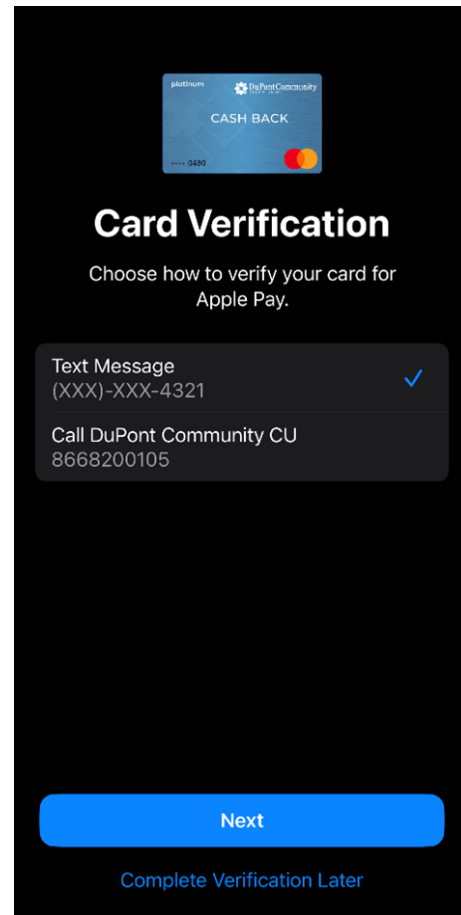 platinum
DuPont Community
CASH BACK
.... 0480
Card Verification
Choose how to verify your card for
Apple Pay.
Text Message
(XXX)-XXX-4321
Call DuPont Community CU
8668200105
Next
Complete Verification Later